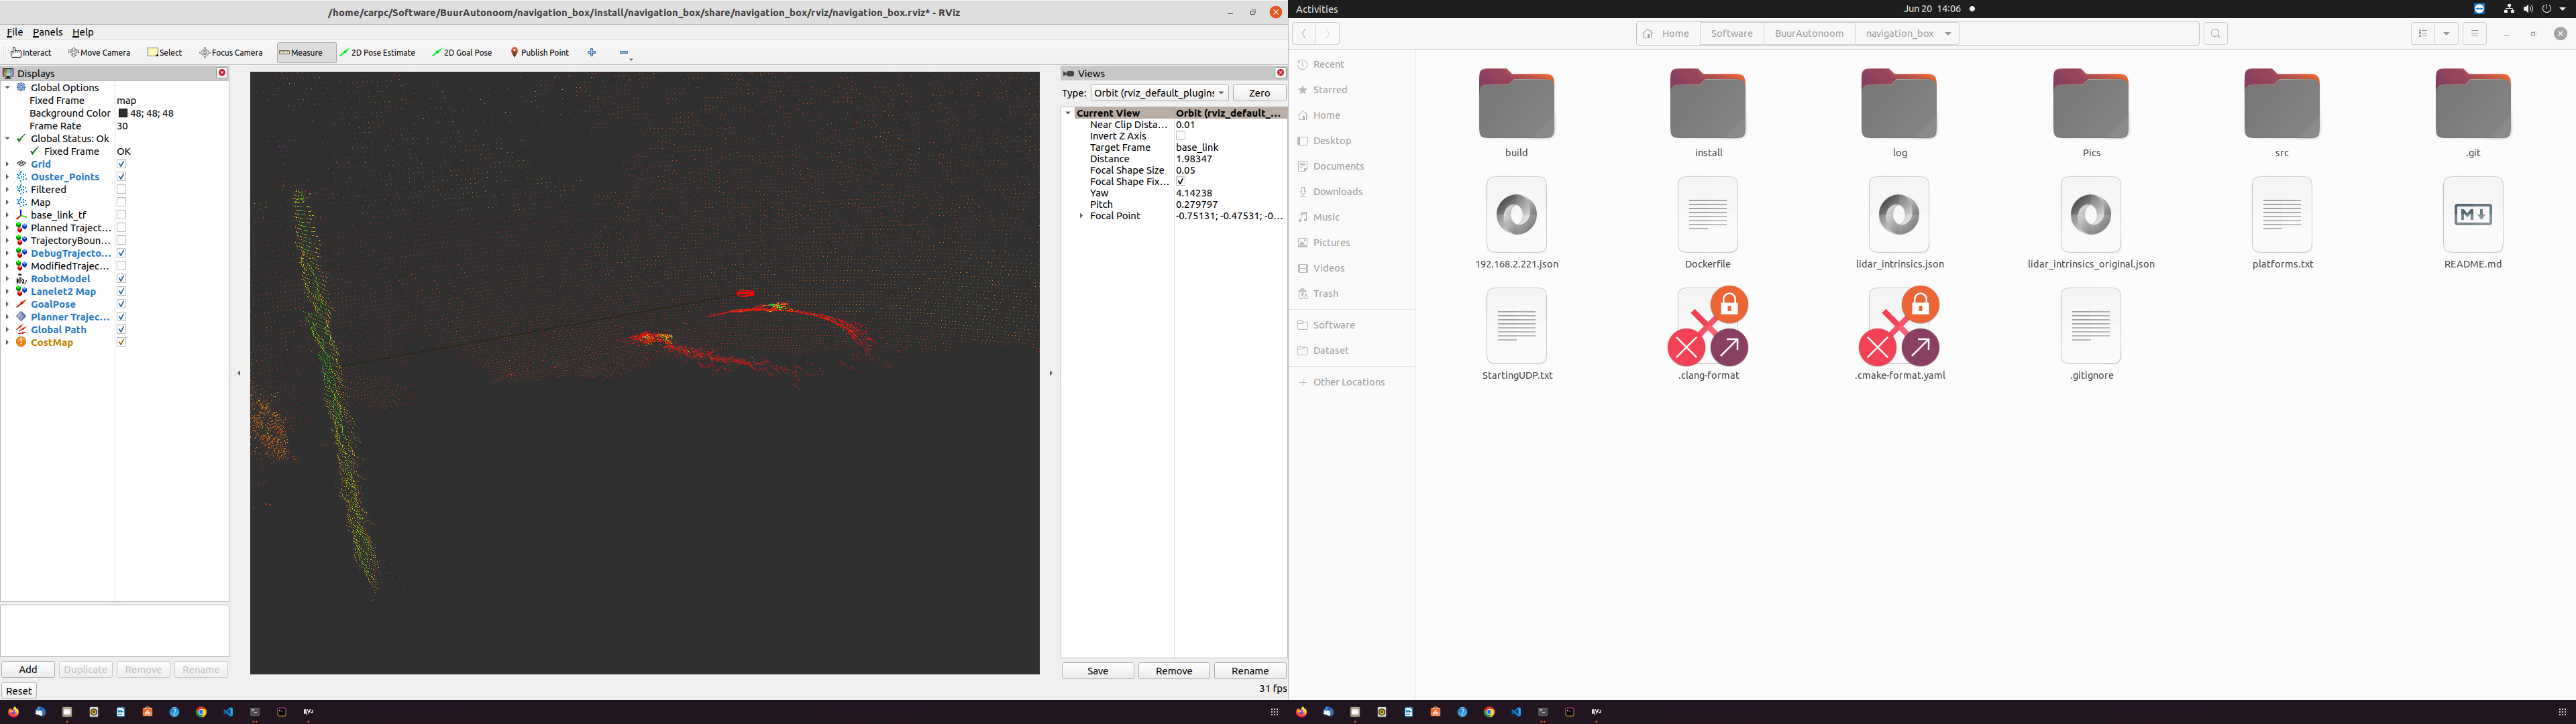 /home/carpc/Software/BuurAutonoom/navigation_box/install/navigation_box/share/navigation_box/rviz/navigation_box.rviz* - RViz
File Panels Help
Interact Move Camera Select Focus Camera Measure 2D Pose Estimate 2D Goal Pose Publish Point
Displays
Global Options
Fixed Frame map
Background Color 48; 48; 48
Frame Rate 30
Global Status: Ok
Fixed Frame OK
Grid
Ouster_Points
Filtered
Map
base_link_tf
Planned Traject...
TrajectoryBoun...
DebugTrajecto...
ModifiedTrajec...
RobotModel
Lanelet2 Map
GoalPose
Planner Trajec...
Global Path
CostMap
Add Duplicate Remove Rename
Reset
Views
Type: Orbit (rviz_default_plugins Zero
Current View Orbit (rviz_default_...
Near Clip Dista... 0.01
Invert Z Axis
Target Frame base_link
Distance 1.98347
Focal Shape Size 0.05
Focal Shape Fix...
Yaw 4.14238
Pitch 0.279797
Focal Point -0.75131; -0.47531; -0...
Save Remove Rename
31 fps
Activities
Jun 20 14:06
Home Software BuurAutonoom navigation_box
Recent
Starred
Home
Desktop
Documents
Downloads
Music
Pictures
Videos
Trash
Software
Dataset
Other Locations
build install log Pics src .git
192.168.2.221.json Dockerfile lidar_intrinsics.json lidar_intrinsics_original.json platforms.txt README.md
StartingUDP.txt .clang-format .cmake-format.yaml .gitignore